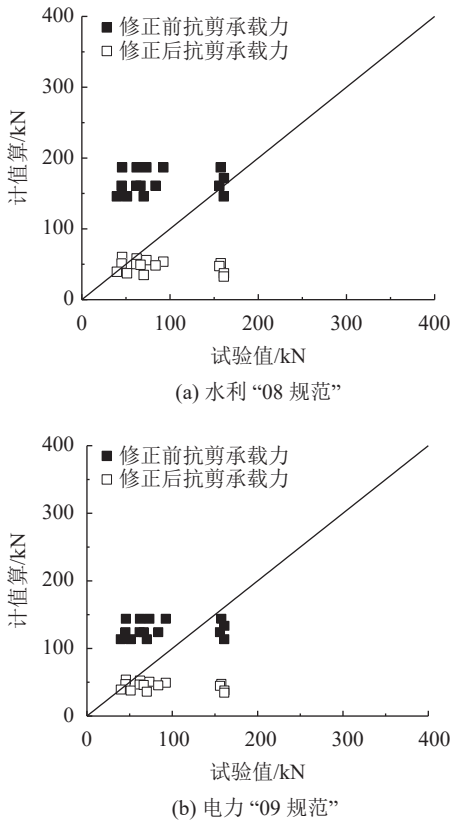 400
■ 修正前抗剪承载力
□ 修正后抗剪承载力
300
200
100
0
计值算/kN
0 100 200 300 400
试验值/kN
(a) 水利 “08 规范”
400
■ 修正前抗剪承载力
□ 修正后抗剪承载力
300
200
100
0
计值算/kN
0 100 200 300 400
试验值/kN
(b) 电力 “09 规范”